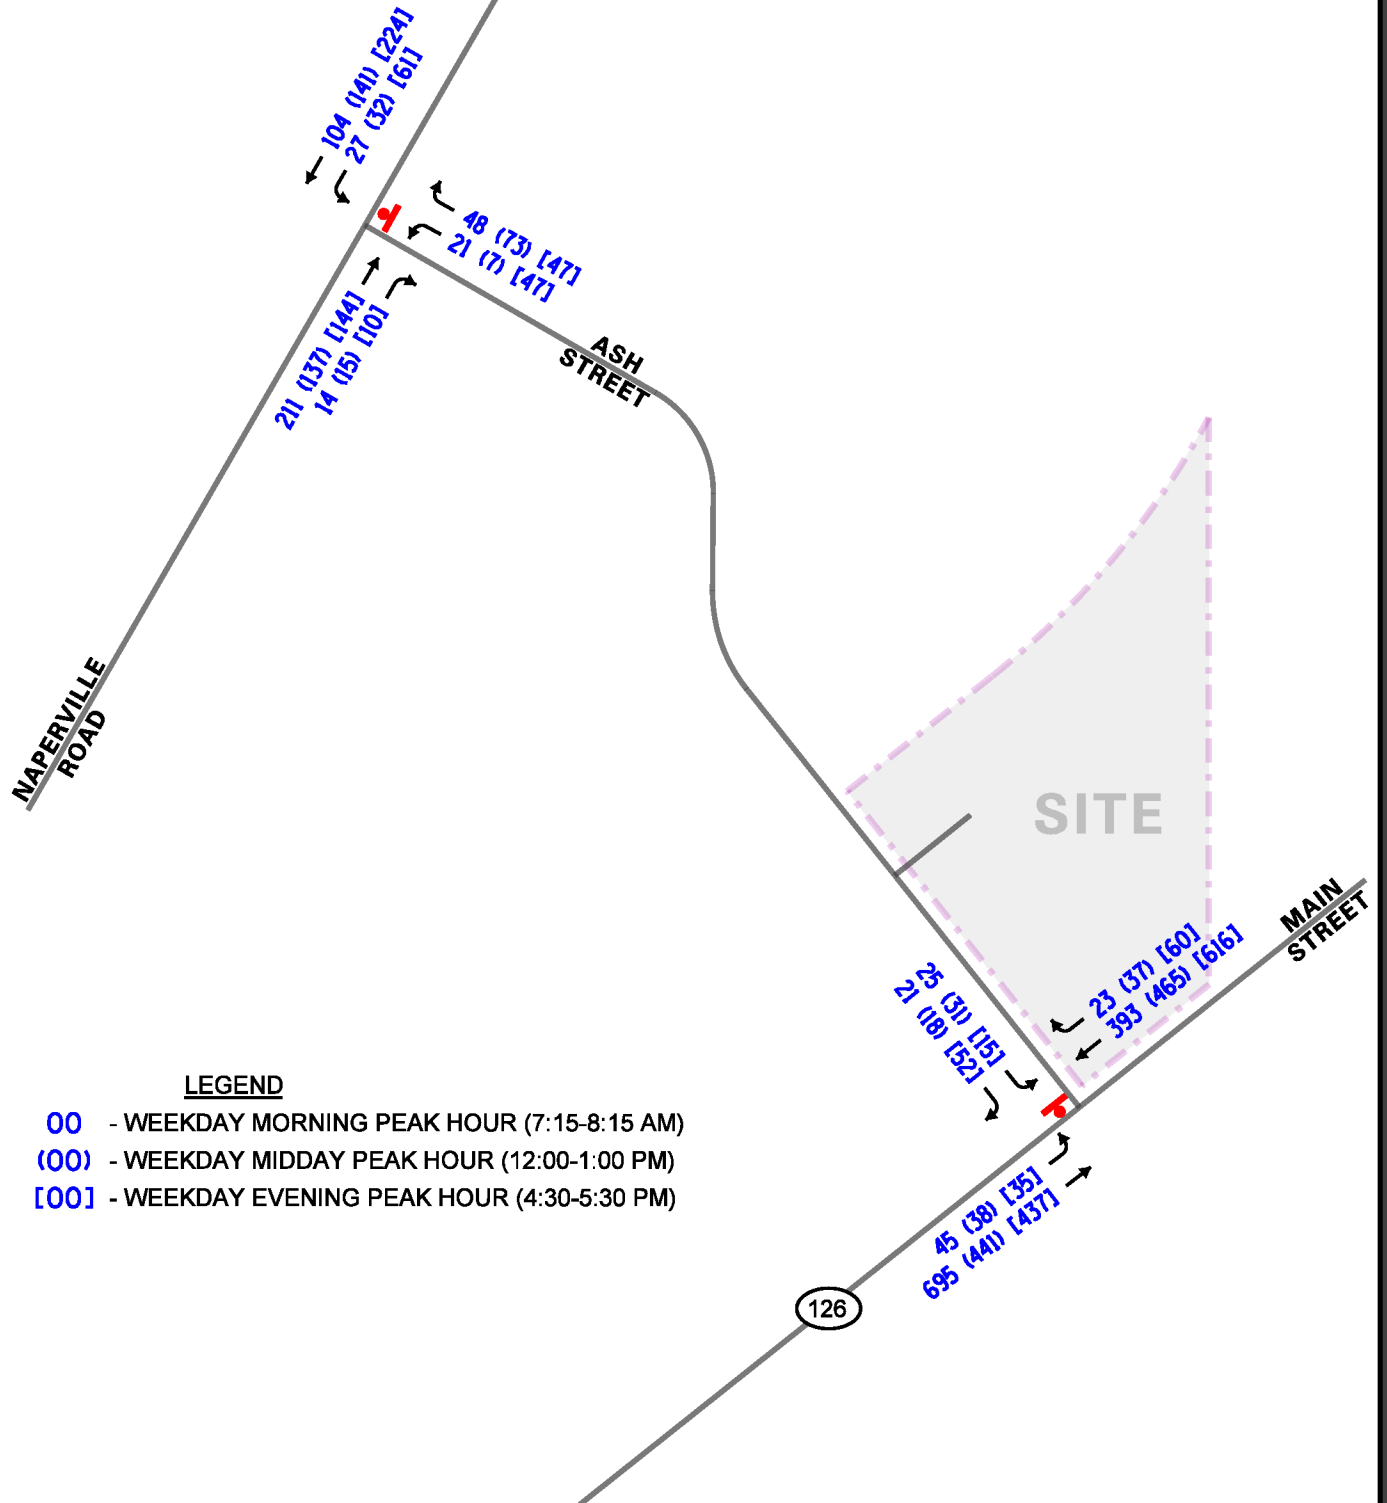 104 (141) [224]
27 (32) [61]
48 (73) [47]
21 (7) [47]
211 (137) [144]
14 (15) [10]
ASH
STREET
NAPERVILLE
ROAD
SITE
MAIN
STREET
23 (37) [60]
393 (465) [616]
25 (31) [15]
21 (18) [52]
45 (38) [35]
695 (441) [437]
126
LEGEND
00 - WEEKDAY MORNING PEAK HOUR (7:15-8:15 AM)
(00) - WEEKDAY MIDDAY PEAK HOUR (12:00-1:00 PM)
[00] - WEEKDAY EVENING PEAK HOUR (4:30-5:30 PM)